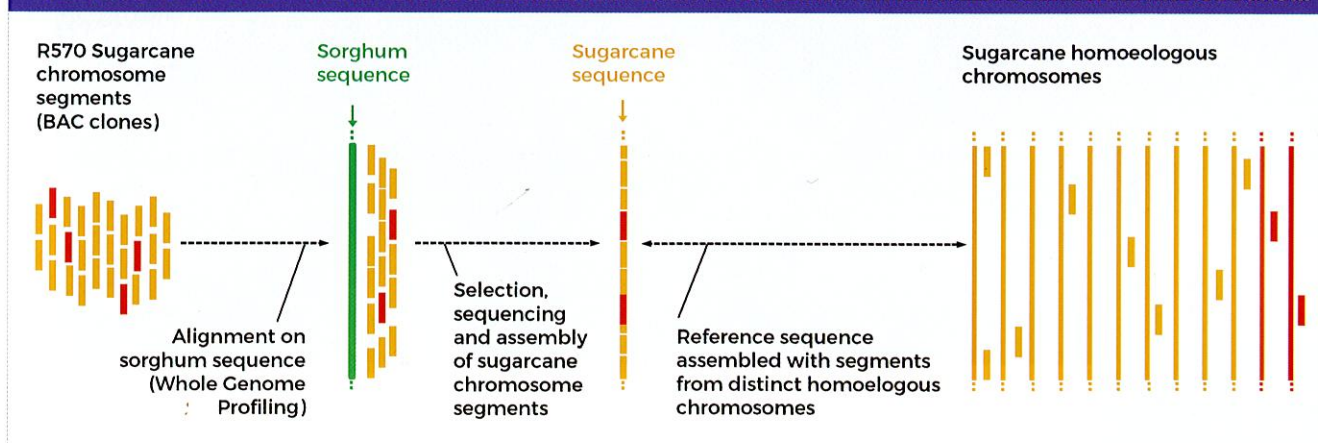 R570 Sugarcane
chromosome
segments
(BAC clones)
Sorghum
sequence
Sugarcane
sequence
Sugarcane homoeologous
chromosomes
Alignment on
sorghum sequence
(Whole Genome
Profiling)
Selection,
sequencing
and assembly
of sugarcane
chromosome
segments
Reference sequence
assembled with segments
from distinct homoelogous
chromosomes